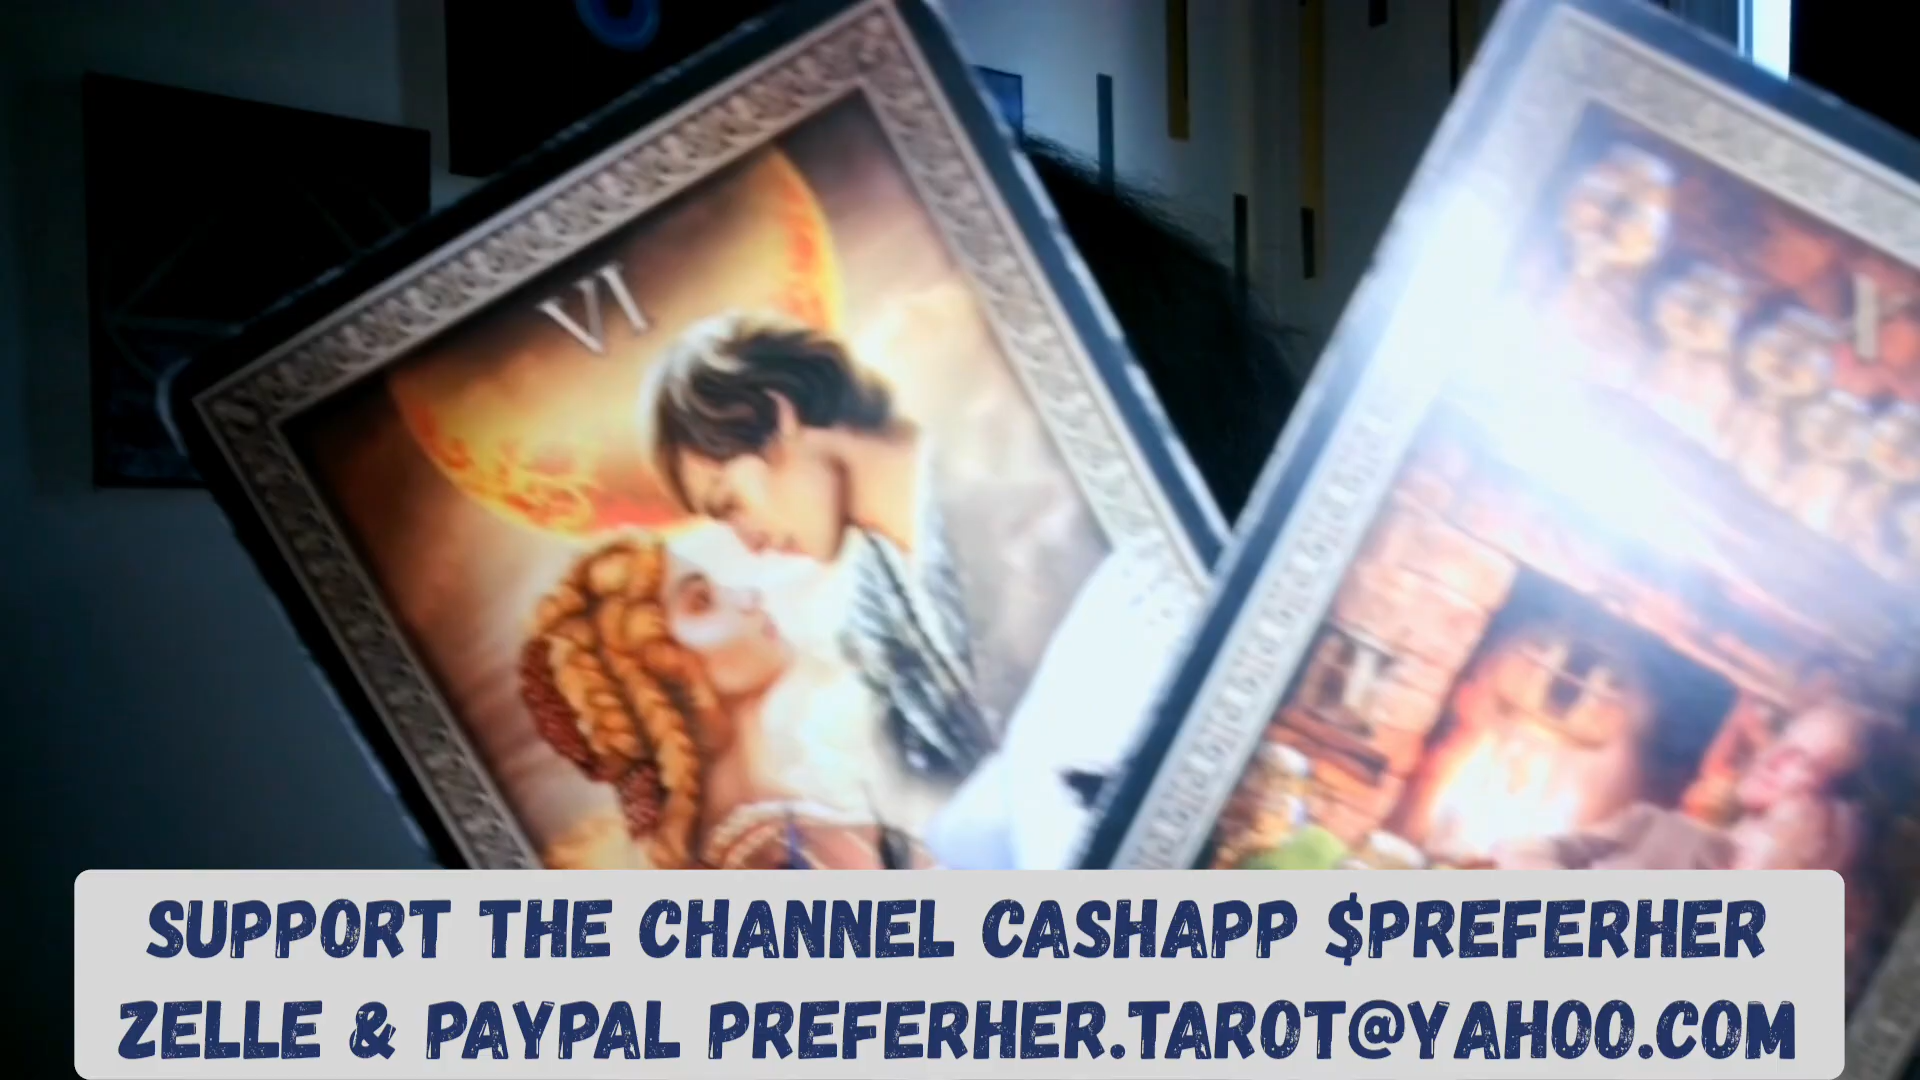 VI
SUPPORT THE CHANNEL CASHAPP $PREFERHER
ZELLE & PAYPAL PREFERHER.TAROT@YAHOO.COM